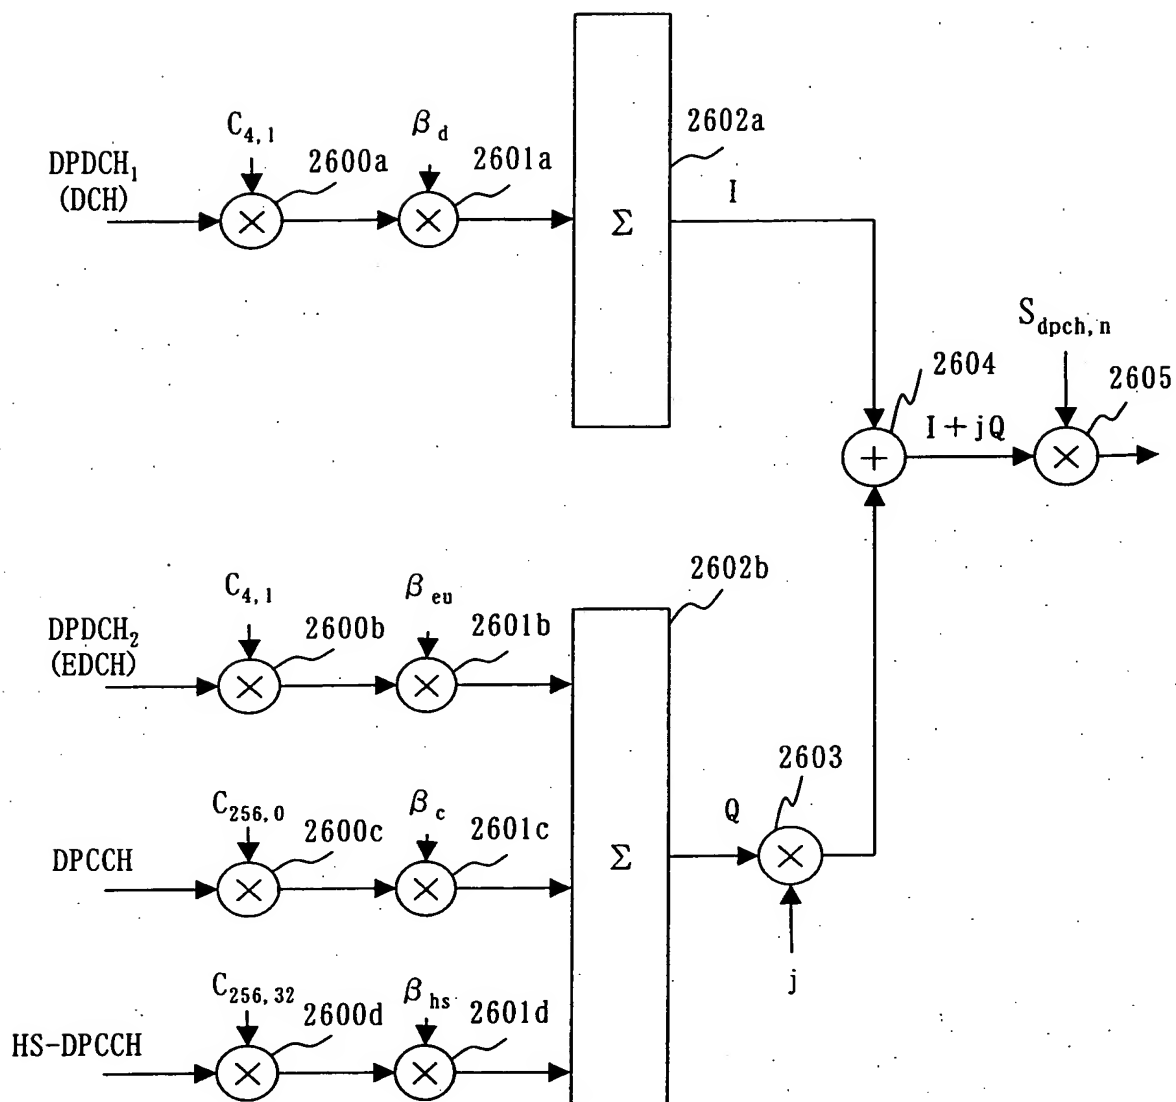 C4,1
βd
2602a
DPDCH1
(DCH)
2600a
2601a
I
Σ
Sdpch,n
2604
2605
I+jQ
2602b
C4,1
βeu
DPDCH2
(EDCH)
2600b
2601b
2603
C256,0
βc
Q
2600c
2601c
DPCCH
Σ
C256,32
βhs
j
2600d
2601d
HS-DPCCH